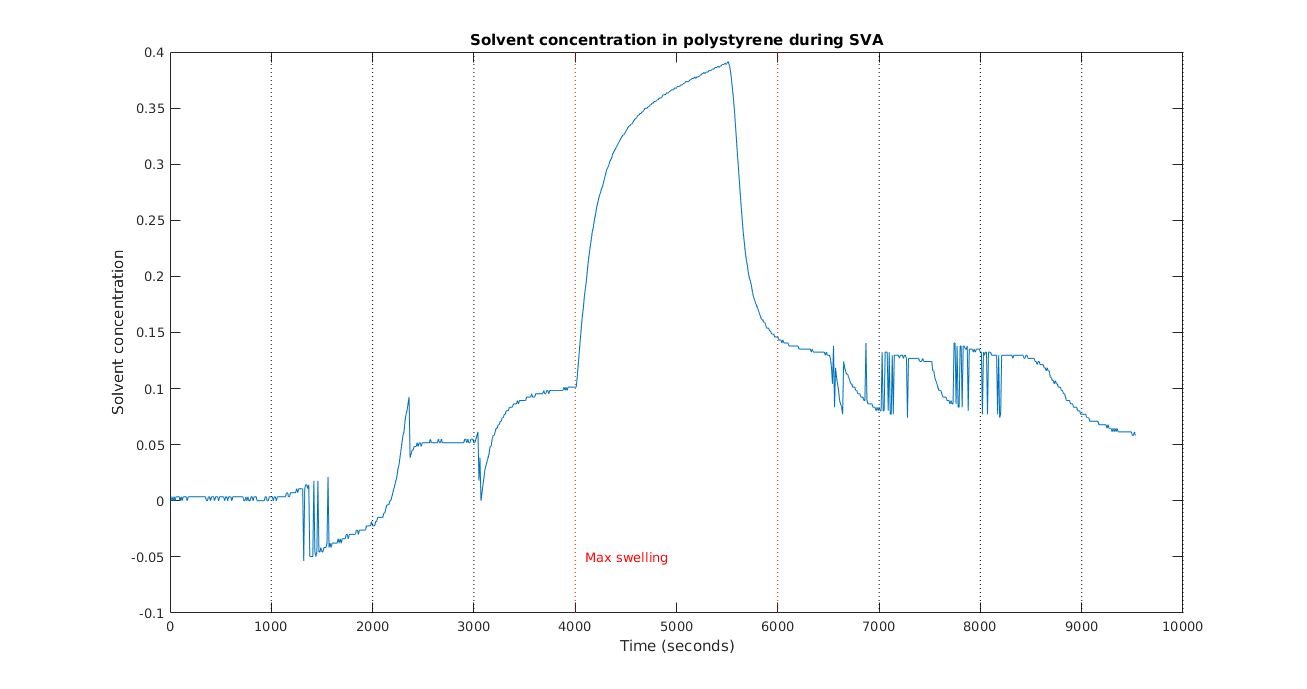 Solvent concentration in polystyrene during SVA
0.4
0.35
0.3
0.25
0.2
0.15
0.1
0.05
0
-0.05
-0.1
Solvent concentration
Max swelling
0 1000 2000 3000 4000 5000 6000 7000 8000 9000 10000
Time (seconds)